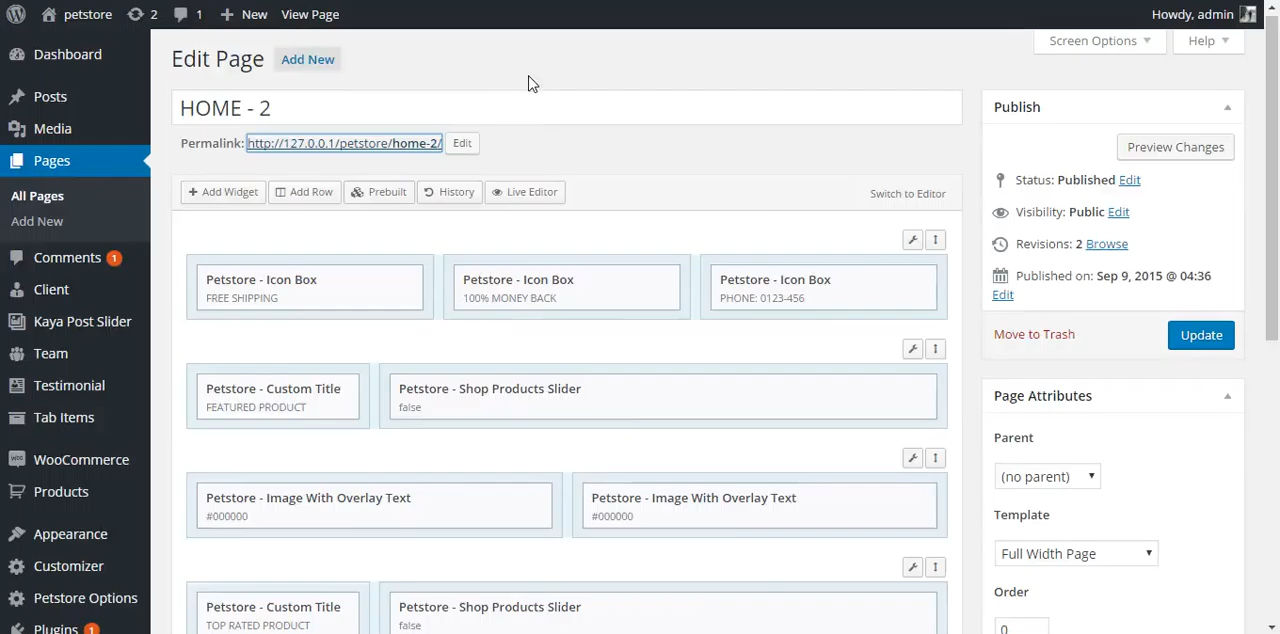 petstore 2 1 New View Page Howdy, admin
Dashboard
Posts
Media
Pages
All Pages
Add New
Comments 1
Client
Kaya Post Slider
Team
Testimonial
Tab Items
WooCommerce
Products
Appearance
Customizer
Petstore Options
Plugins 1
Screen Options Help
Edit Page Add New
HOME - 2
Permalink: http://127.0.0.1/petstore/home-2/ Edit
Add Widget Add Row Prebuilt History Live Editor Switch to Editor
Petstore - Icon Box
FREE SHIPPING
Petstore - Icon Box
100% MONEY BACK
Petstore - Icon Box
PHONE: 0123-456
Petstore - Custom Title
FEATURED PRODUCT
Petstore - Shop Products Slider
false
Petstore - Image With Overlay Text
#000000
Petstore - Image With Overlay Text
#000000
Petstore - Custom Title
TOP RATED PRODUCT
Petstore - Shop Products Slider
false
Publish
Preview Changes
Status: Published Edit
Visibility: Public Edit
Revisions: 2 Browse
Published on: Sep 9, 2015 @ 04:36
Edit
Move to Trash Update
Page Attributes
Parent
(no parent)
Template
Full Width Page
Order
0